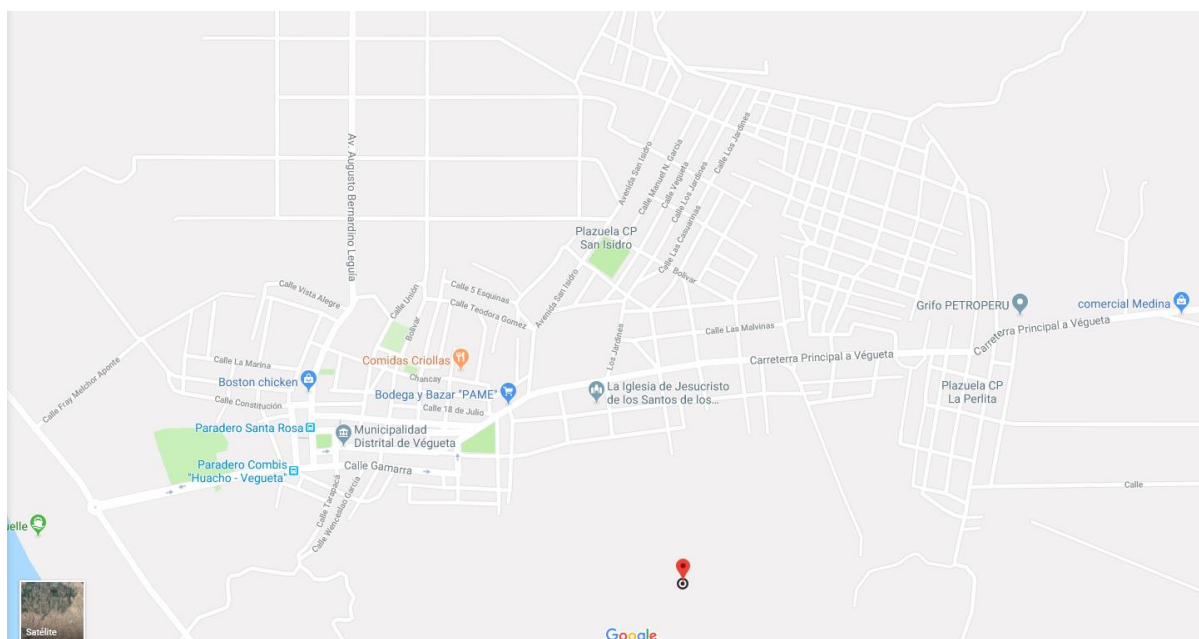 Av. Augusto Bernardino Leguía
Avenida San Isidro
Calle Manuel N. Garcia
Calle Vegueta
Calle Los Jardines
Calle Los Jardines
Calle Las Casuarinas
Plazuela CP
San Isidro
Bolivar
Calle Vista Alegre
Calle Unión
Bolivar
Calle 5 Esquinas
Calle Teodora Gomez
Avenida San Isidro
Grifo PETROPERU
comercial Medina
Carreterra Principal a Végueta
Calle Las Malvinas
Los Jardines
Carreterra Principal a Végueta
Calle Fray Melchor Aponte
Calle La Marina
Comidas Criollas
Boston chicken
Chancay
Bodega y Bazar "PAME"
La Iglesia de Jesucristo
de los Santos de los...
Plazuela CP
La Perlita
Calle Constitución
Calle 18 de Julio
Paradero Santa Rosa
Municipalidad
Distrital de Végueta
Paradero Combis
"Huacho - Vegueta"
Calle Gamarra
Calle Tarapacá
Calle Wenceslao Garcia
Calle
ielle
Satélite
Google